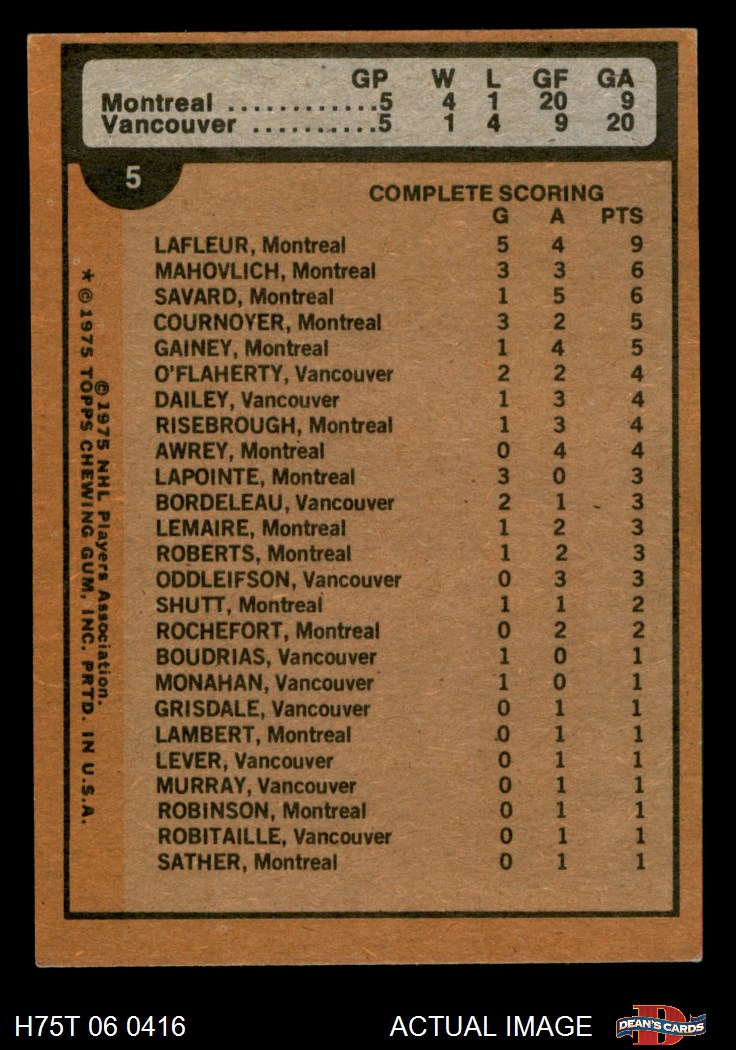 GP W L GF GA
Montreal ............5 4 1 20 9
Vancouver ..........5 1 4 9 20
5
COMPLETE SCORING
G A PTS
LAFLEUR, Montreal 5 4 9
MAHOVLICH, Montreal 3 3 6
SAVARD, Montreal 1 5 6
COURNOYER, Montreal 3 2 5
GAINEY, Montreal 1 4 5
O'FLAHERTY, Vancouver 2 2 4
DAILEY, Vancouver 1 3 4
RISEBROUGH, Montreal 1 3 4
AWREY, Montreal 0 4 4
LAPOINTE, Montreal 3 0 3
BORDELEAU, Vancouver 2 1 3
LEMAIRE, Montreal 1 2 3
ROBERTS, Montreal 1 2 3
ODDLEIFSON, Vancouver 0 3 3
SHUTT, Montreal 1 1 2
ROCHEFORT, Montreal 0 2 2
BOUDRIAS, Vancouver 1 0 1
MONAHAN, Vancouver 1 0 1
GRISDALE, Vancouver 0 1 1
LAMBERT, Montreal 0 1 1
LEVER, Vancouver 0 1 1
MURRAY, Vancouver 0 1 1
ROBINSON, Montreal 0 1 1
ROBITAILLE, Vancouver 0 1 1
SATHER, Montreal 0 1 1
© 1975 NHL Players Association.
* © 1975 TOPPS CHEWING GUM, INC. PRTD. IN U.S.A.
H75T 06 0416 ACTUAL IMAGE
D
DEAN'S CARDS